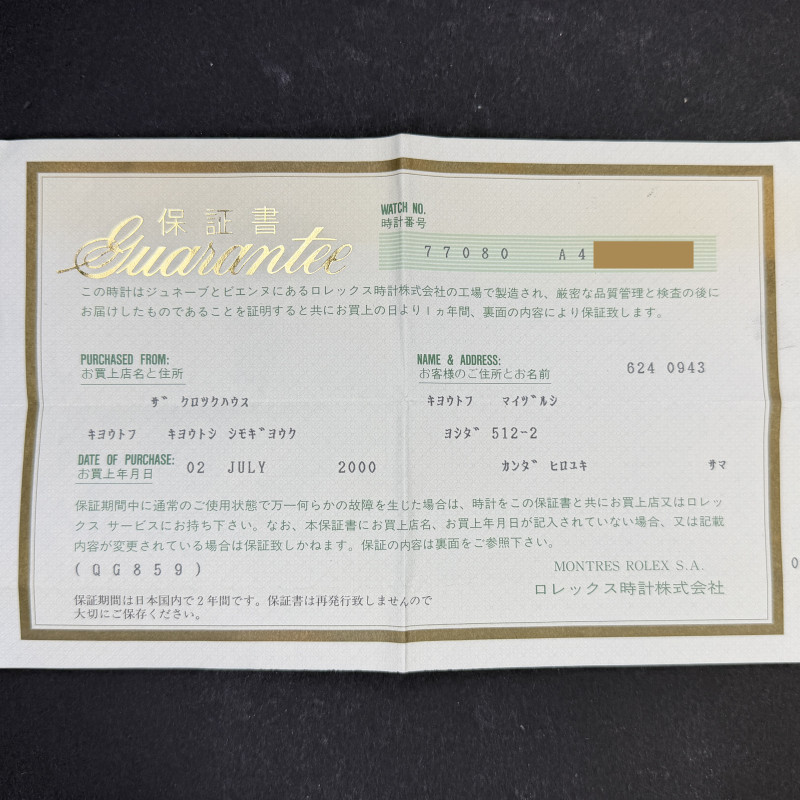 保証書
Guarantee
WATCH NO.
時計番号
77080 A4
この時計はジュネーブとビエンヌにあるロレックス時計株式会社の工場で製造され、厳密な品質管理と検査の後に
お届けしたものであることを証明すると共にお買上の日より1ヵ年間、裏面の内容により保証致します。
PURCHASED FROM:
お買上店名と住所
ザ゛ クロツクハウス
キヨウトフ キヨウトシ シモギ゛ヨウク
NAME & ADDRESS:
お客様のご住所とお名前
624 0943
キヨウトフ マイヅ゛ルシ
ヨシダ゛ 512-2
カンダ゛ ヒロユキ サマ
DATE OF PURCHASE:
お買上年月日
02 JULY 2000
保証期間中に通常のご使用状態で万一何らかの故障を生じた場合は、時計をこの保証書と共にお買上店又はロレッ
クス サービスにお持ち下さい。なお、本保証書にお買上店名、お買上年月日が記入されていない場合、又は記載
内容が変更されている場合は保証致しかねます。保証の内容は裏面をご参照下さい。
(QG859)
MONTRES ROLEX S.A.
ロレックス時計株式会社
保証期間は日本国内で2年間です。保証書は再発行致しませんので
大切にご保存ください。